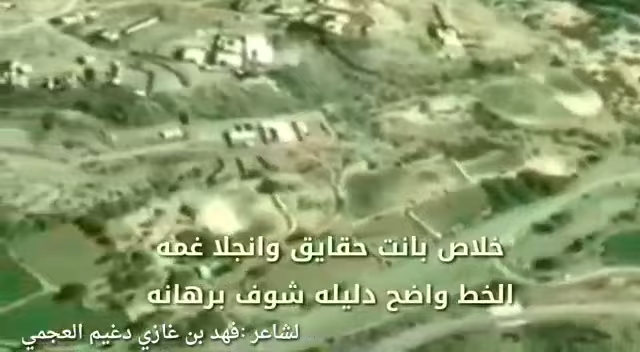 خلاص بانت حقايق وانجلا غمه
الخط واضح دليله شوف برهانه
لشاعر :فهد بن غازي دغيم العجمي